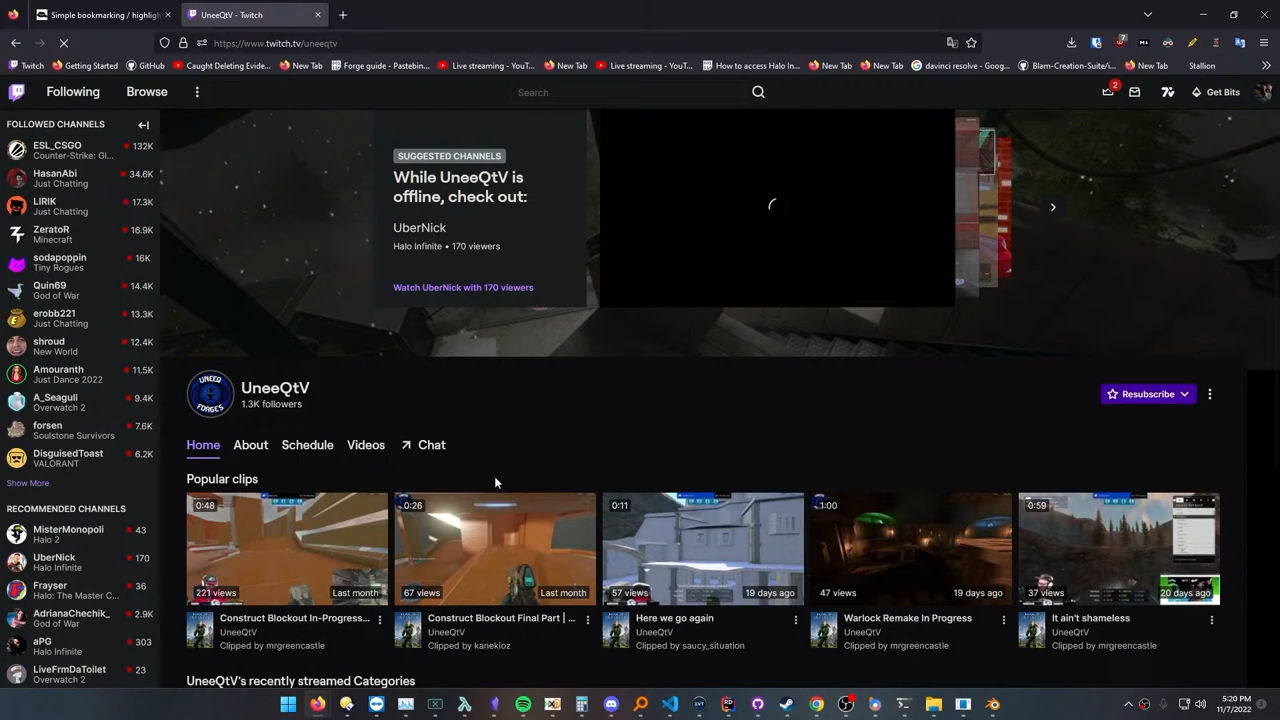 Simple bookmarking / highligh
UneeQtV - Twitch
https://www.twitch.tv/uneeqtv
Twitch
Getting Started
GitHub
Caught Deleting Evide...
New Tab
Forge guide - Pastebin...
Live streaming - YouT...
New Tab
Live streaming - YouT...
How to access Halo In...
New Tab
New Tab
davinci resolve - Goog...
Blam-Creation-Suite/i...
New Tab
Stallion
Following
Browse
Search
2
Get Bits
FOLLOWED CHANNELS
ESL_CSGO
132K
Counter-Strike: Gl...
HasanAbi
34.6K
Just Chatting
LIRIK
17.3K
Just Chatting
ZeratoR
16.9K
Minecraft
sodapoppin
16K
Tiny Rogues
Quin69
14.4K
God of War
erobb221
13.3K
Just Chatting
shroud
12.4K
New World
Amouranth
11.5K
Just Dance 2022
A_Seagull
9.4K
Overwatch 2
forsen
7.6K
Soulstone Survivors
DisguisedToast
6.2K
VALORANT
Show More
RECOMMENDED CHANNELS
MisterMonopoli
43
Halo 2
UberNick
170
Halo Infinite
Frayser
36
Halo: The Master C...
AdrianaChechik_
2.9K
God of War
aPG
303
Halo Infinite
LiveFrmDaToilet
23
Overwatch 2
SUGGESTED CHANNELS
While UneeQtV is
offline, check out:
UberNick
Halo Infinite • 170 viewers
Watch UberNick with 170 viewers
UNEEQ
FORGES
UneeQtV
1.3K followers
Resubscribe
Home
About
Schedule
Videos
Chat
Popular clips
0:48
221 views
Last month
Construct Blockout In-Progress...
UneeQtV
Clipped by mrgreencastle
0:26
67 views
Last month
Construct Blockout Final Part | ...
UneeQtV
Clipped by kanekioz
0:11
57 views
19 days ago
Here we go again
UneeQtV
Clipped by saucy_situation
1:00
47 views
19 days ago
Warlock Remake In Progress
UneeQtV
Clipped by mrgreencastle
0:59
37 views
20 days ago
It ain't shameless
UneeQtV
Clipped by mrgreencastle
UneeQtV's recently streamed Categories
5:20 PM
11/7/2022